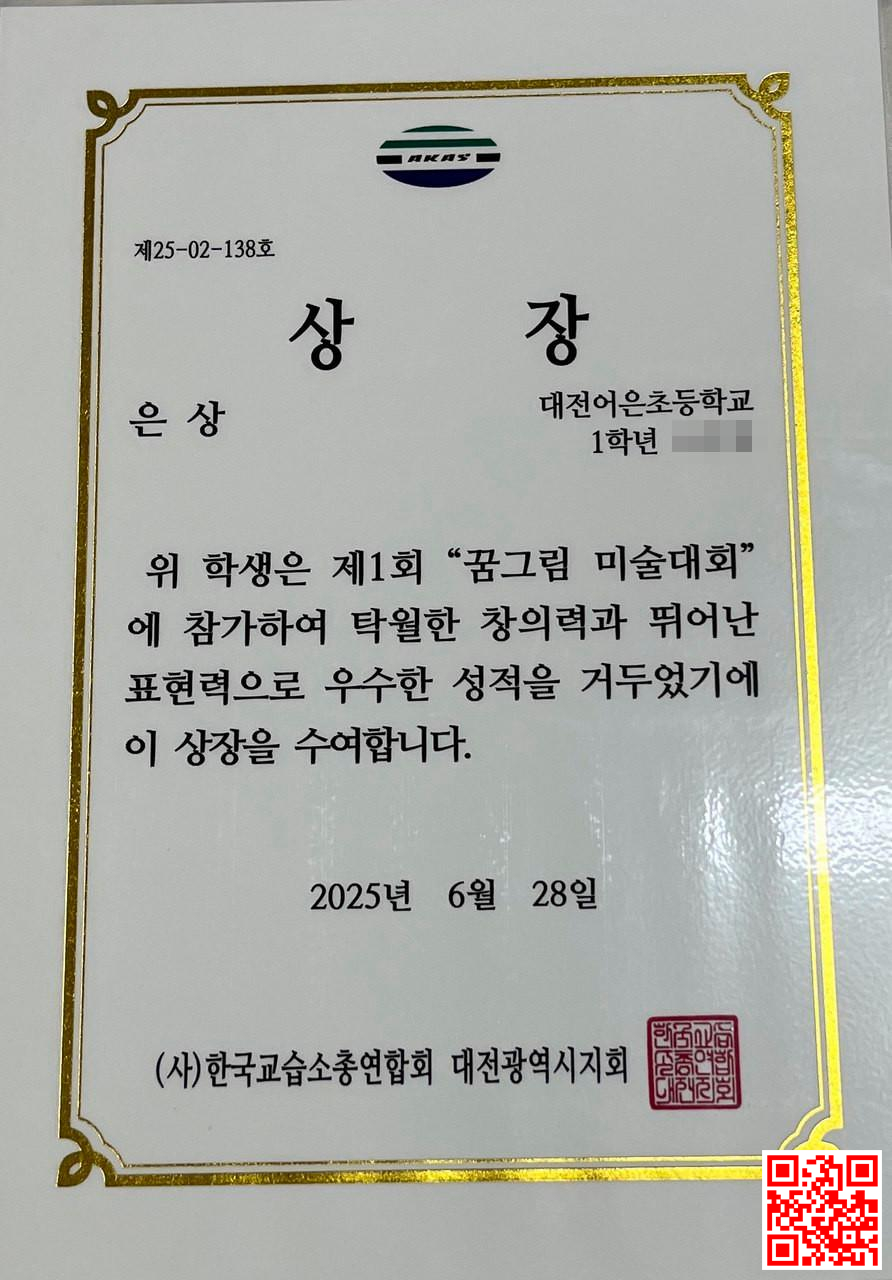 AKAS
제25-02-138호
상 장
은 상
대전어은초등학교
1학년
위 학생은 제1회 “꿈그림 미술대회”
에 참가하여 탁월한 창의력과 뛰어난
표현력으로 우수한 성적을 거두었기에
이 상장을 수여합니다.
2025년 6월 28일
(사)한국교습소총연합회 대전광역시지회